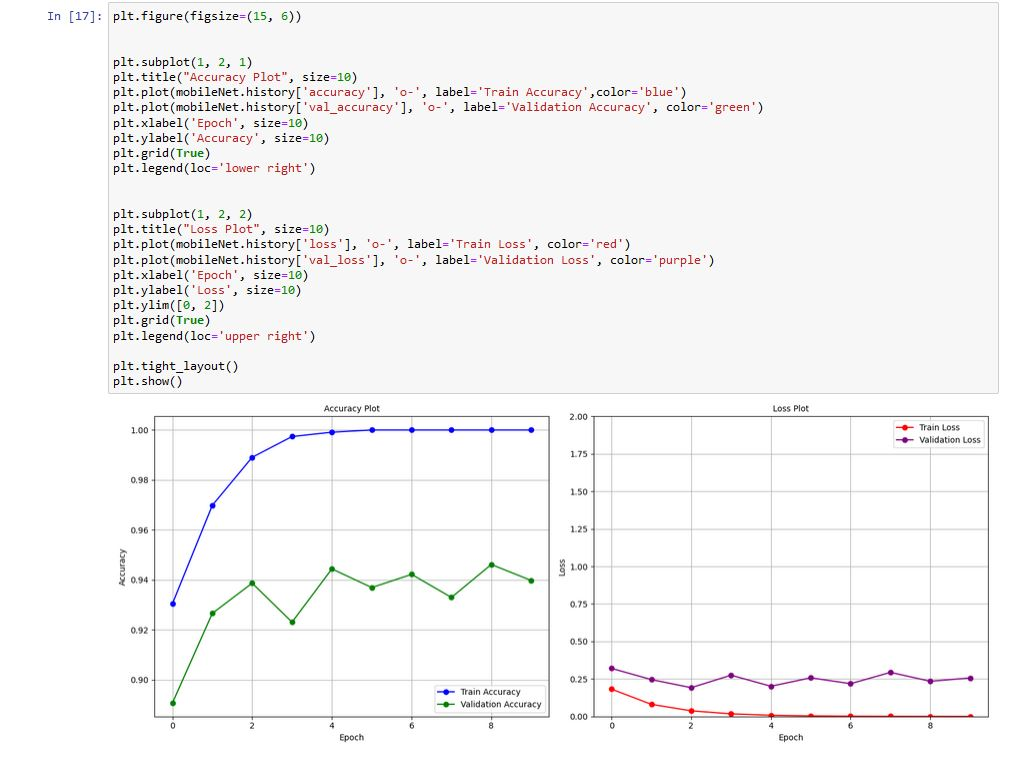 In [17]:
plt.figure(figsize=(15, 6))
plt.subplot(1, 2, 1)
plt.title("Accuracy Plot", size=10)
plt.plot(mobileNet.history['accuracy'], 'o-', label='Train Accuracy',color='blue')
plt.plot(mobileNet.history['val_accuracy'], 'o-', label='Validation Accuracy', color='green')
plt.xlabel('Epoch', size=10)
plt.ylabel('Accuracy', size=10)
plt.grid(True)
plt.legend(loc='lower right')
plt.subplot(1, 2, 2)
plt.title("Loss Plot", size=10)
plt.plot(mobileNet.history['loss'], 'o-', label='Train Loss', color='red')
plt.plot(mobileNet.history['val_loss'], 'o-', label='Validation Loss', color='purple')
plt.xlabel('Epoch', size=10)
plt.ylabel('Loss', size=10)
plt.ylim([0, 2])
plt.grid(True)
plt.legend(loc='upper right')
plt.tight_layout()
plt.show()
Accuracy Plot
1.00
0.98
0.96
0.94
0.92
0.90
Accuracy
Train Accuracy
Validation Accuracy
0 2 4 6 8
Epoch
Loss Plot
2.00
1.75
1.50
1.25
1.00
0.75
0.50
0.25
0.00
Loss
Train Loss
Validation Loss
0 2 4 6 8
Epoch